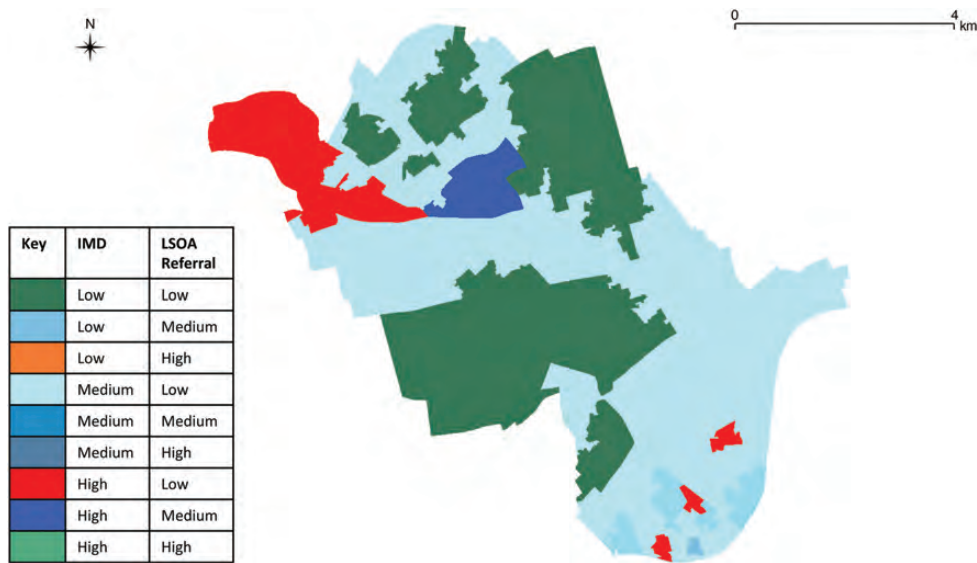 N
0 4
km
Key IMD LSOA
Referral
Low Low
Low Medium
Low High
Medium Low
Medium Medium
Medium High
High Low
High Medium
High High